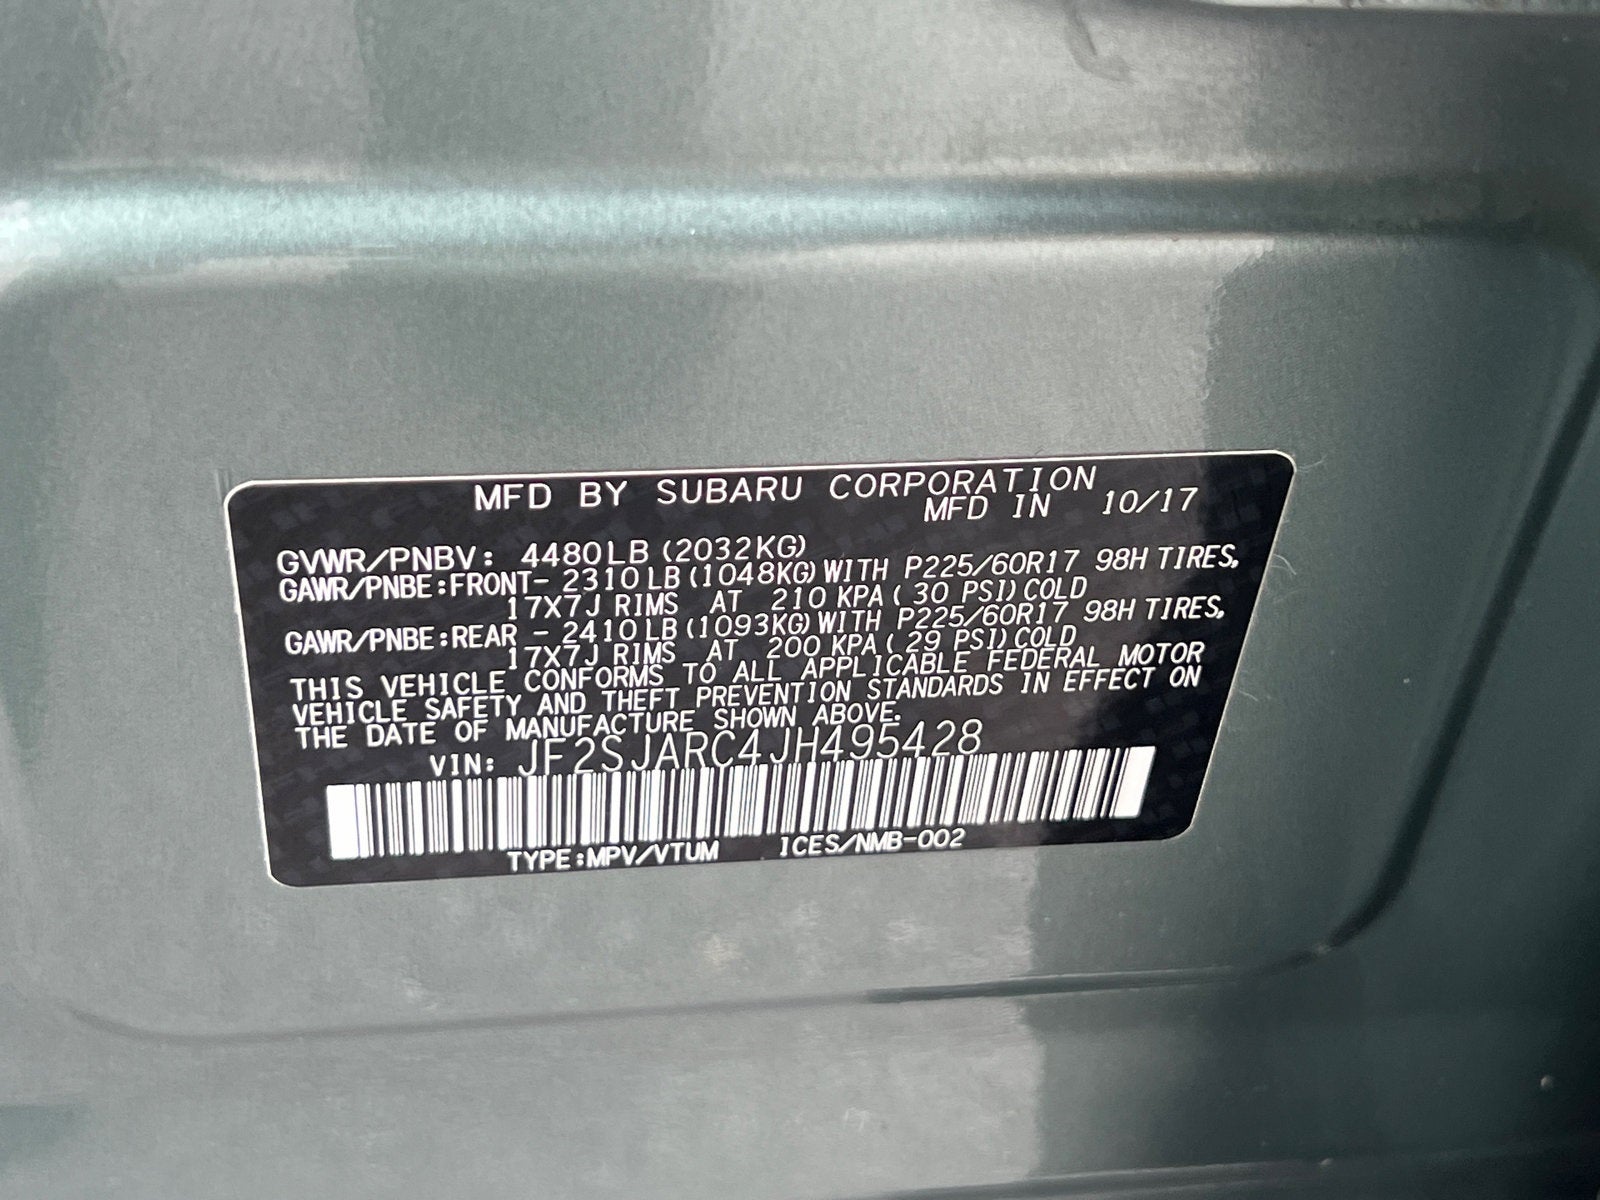 MFD BY SUBARU CORPORATION
MFD IN 10/17
GVWR/PNBV: 4480LB (2032KG)
GAWR/PNBE:FRONT- 2310LB (1048KG) WITH P225/60R17 98H TIRES,
17X7J RIMS AT 210 KPA ( 30 PSI) COLD
GAWR/PNBE:REAR - 2410LB (1093KG) WITH P225/60R17 98H TIRES,
17X7J RIMS AT 200 KPA ( 29 PSI) COLD
THIS VEHICLE CONFORMS TO ALL APPLICABLE FEDERAL MOTOR
VEHICLE SAFETY AND THEFT PREVENTION STANDARDS IN EFFECT ON
THE DATE OF MANUFACTURE SHOWN ABOVE.
VIN: JF2SJARC4JH495428
TYPE:MPV/VTUM ICES/NMB-002